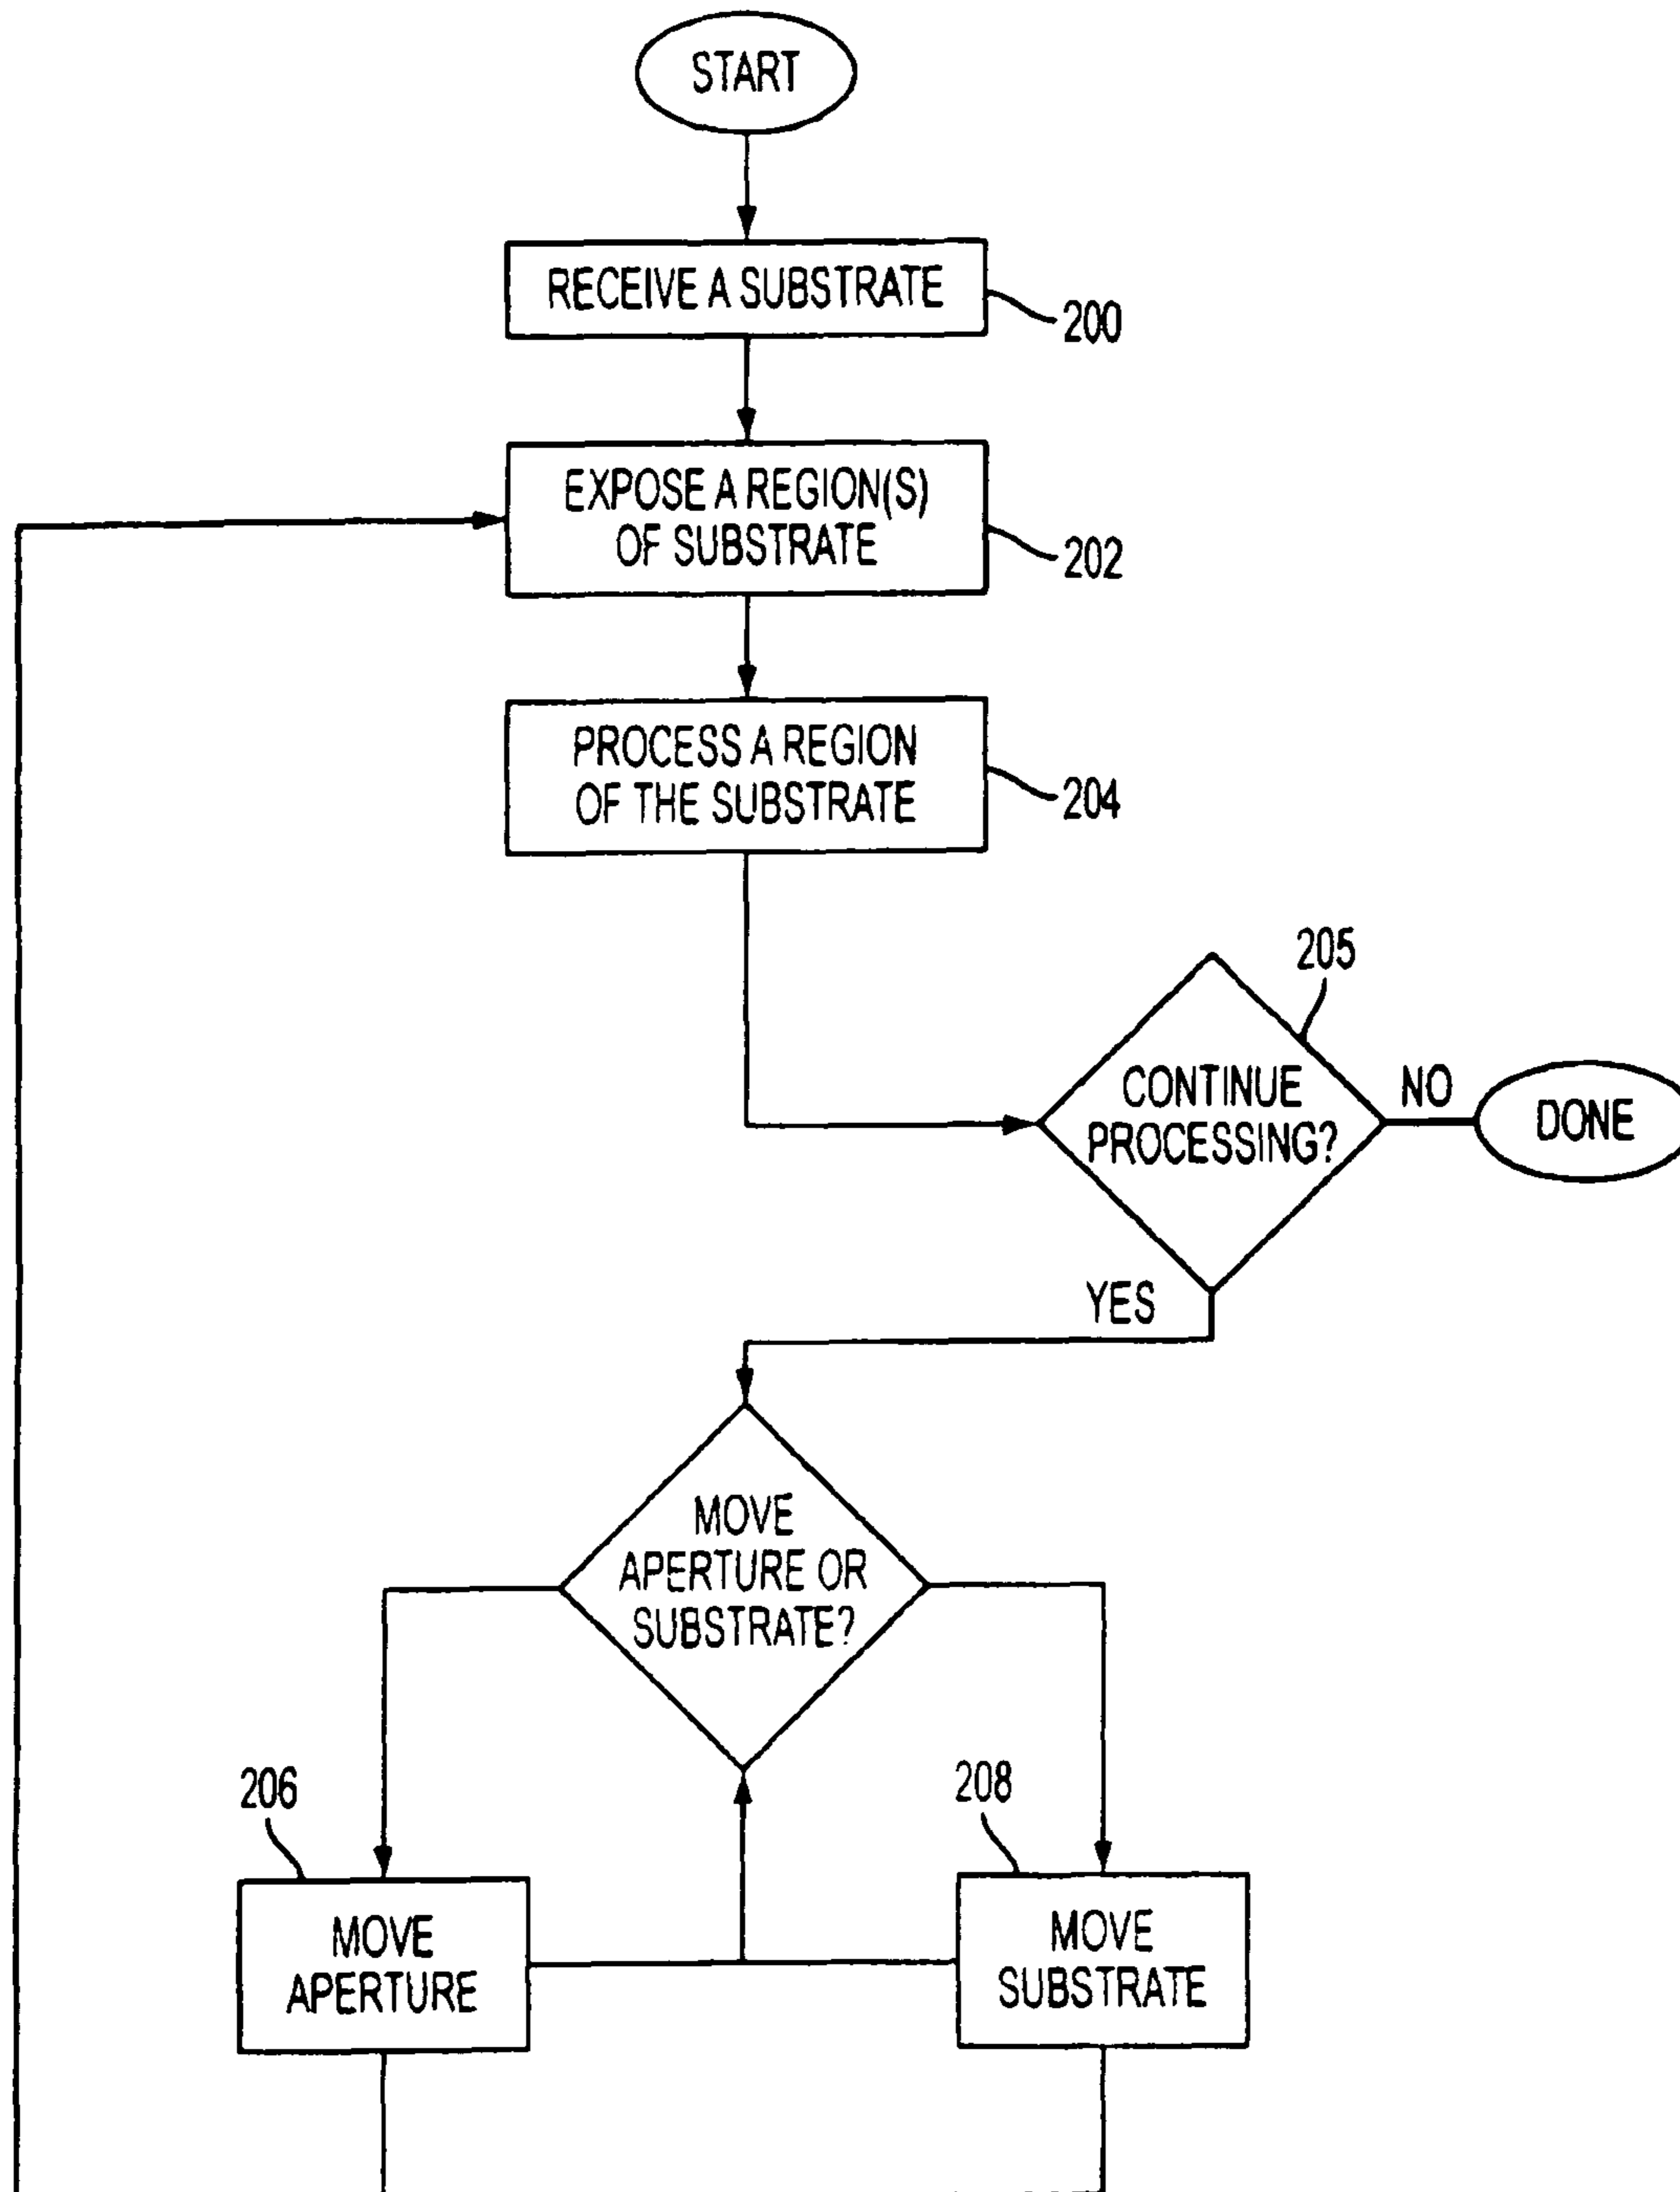 START
RECEIVE A SUBSTRATE
200
EXPOSE A REGION(S)
OF SUBSTRATE
202
PROCESS A REGION
OF THE SUBSTRATE
204
205
CONTINUE
PROCESSING?
NO
DONE
YES
MOVE
APERTURE OR
SUBSTRATE?
206
208
MOVE
APERTURE
MOVE
SUBSTRATE